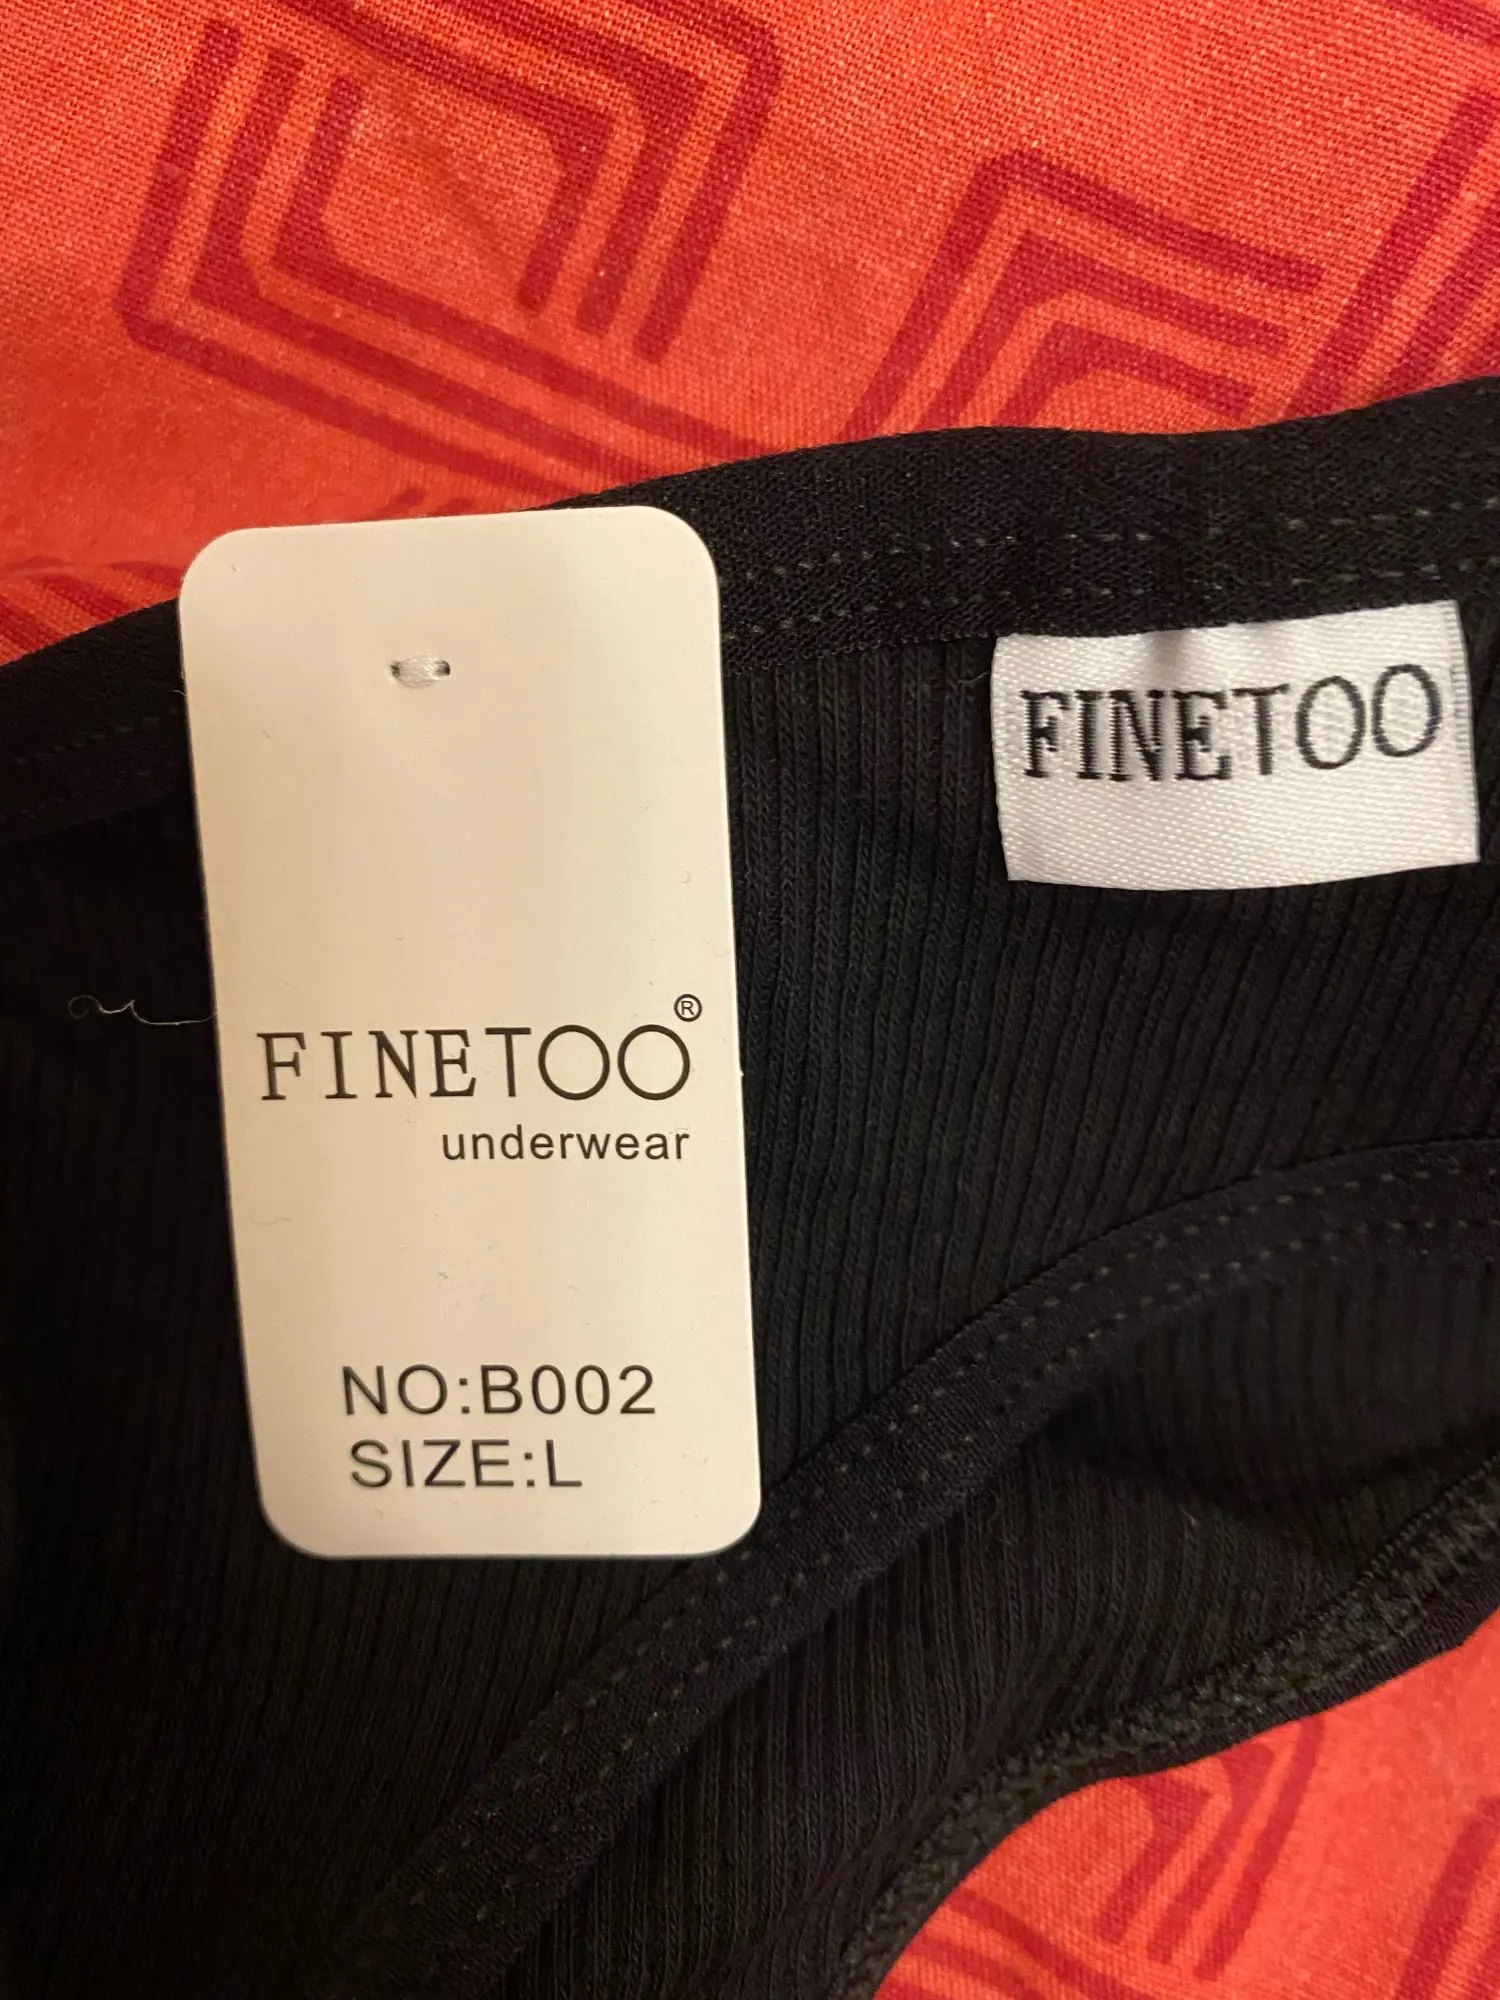 FINETOO
FINETOO®
underwear
NO:B002
SIZE:L